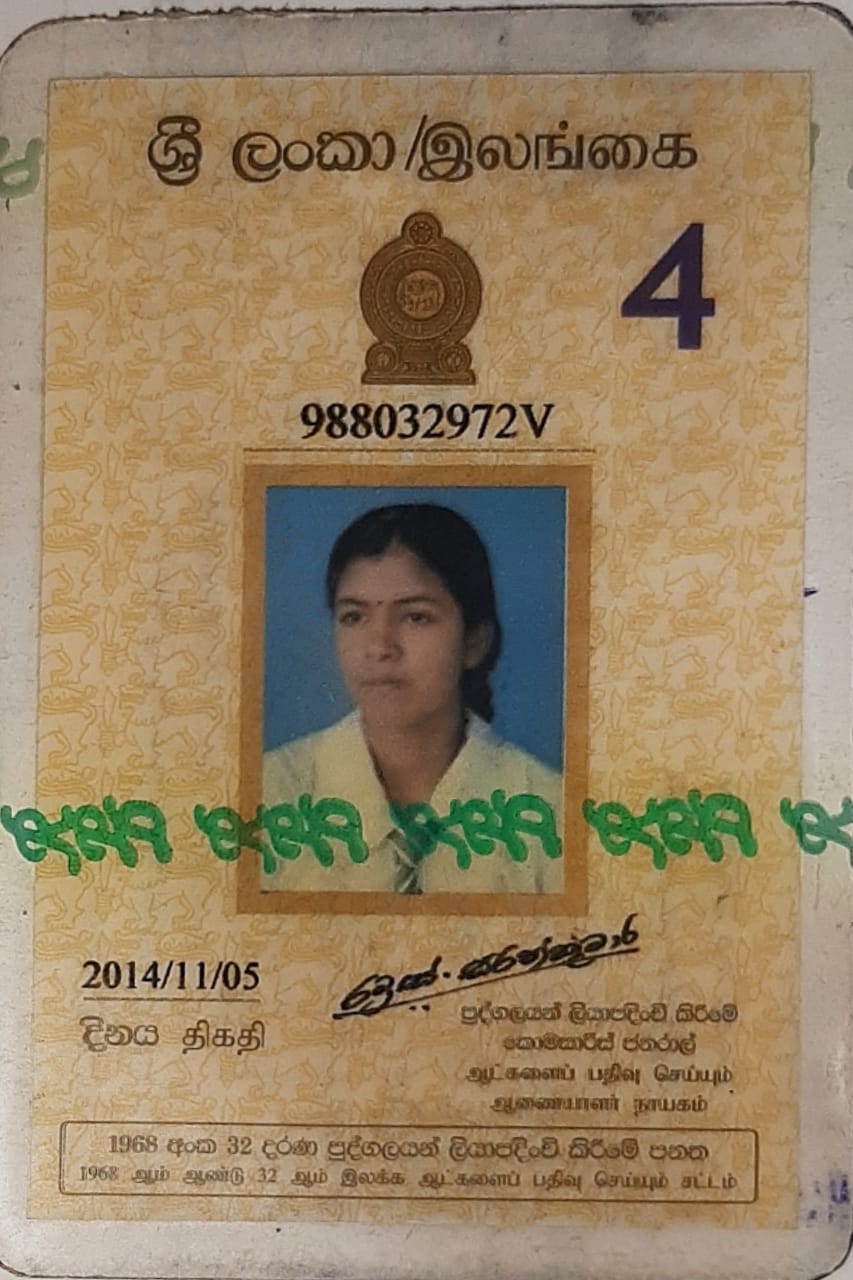 ශ්‍රී ලංකා/இலங்கை
4
988032972V
2014/11/05
දිනය திகதி
පුද්ගලයන් ලියාපදිංචි කිරීමේ
කොමසාරිස් ජනරාල්
ஆட்களைப் பதிவு செய்யும்
ஆணையாளர் நாயகம்
1968 අංක 32 දරණ පුද්ගලයන් ලියාපදිංචි කිරීමේ පනත
1968 ஆம் ஆண்டு 32 ஆம் இலக்க ஆட்களைப் பதிவு செய்யும் சட்டம்